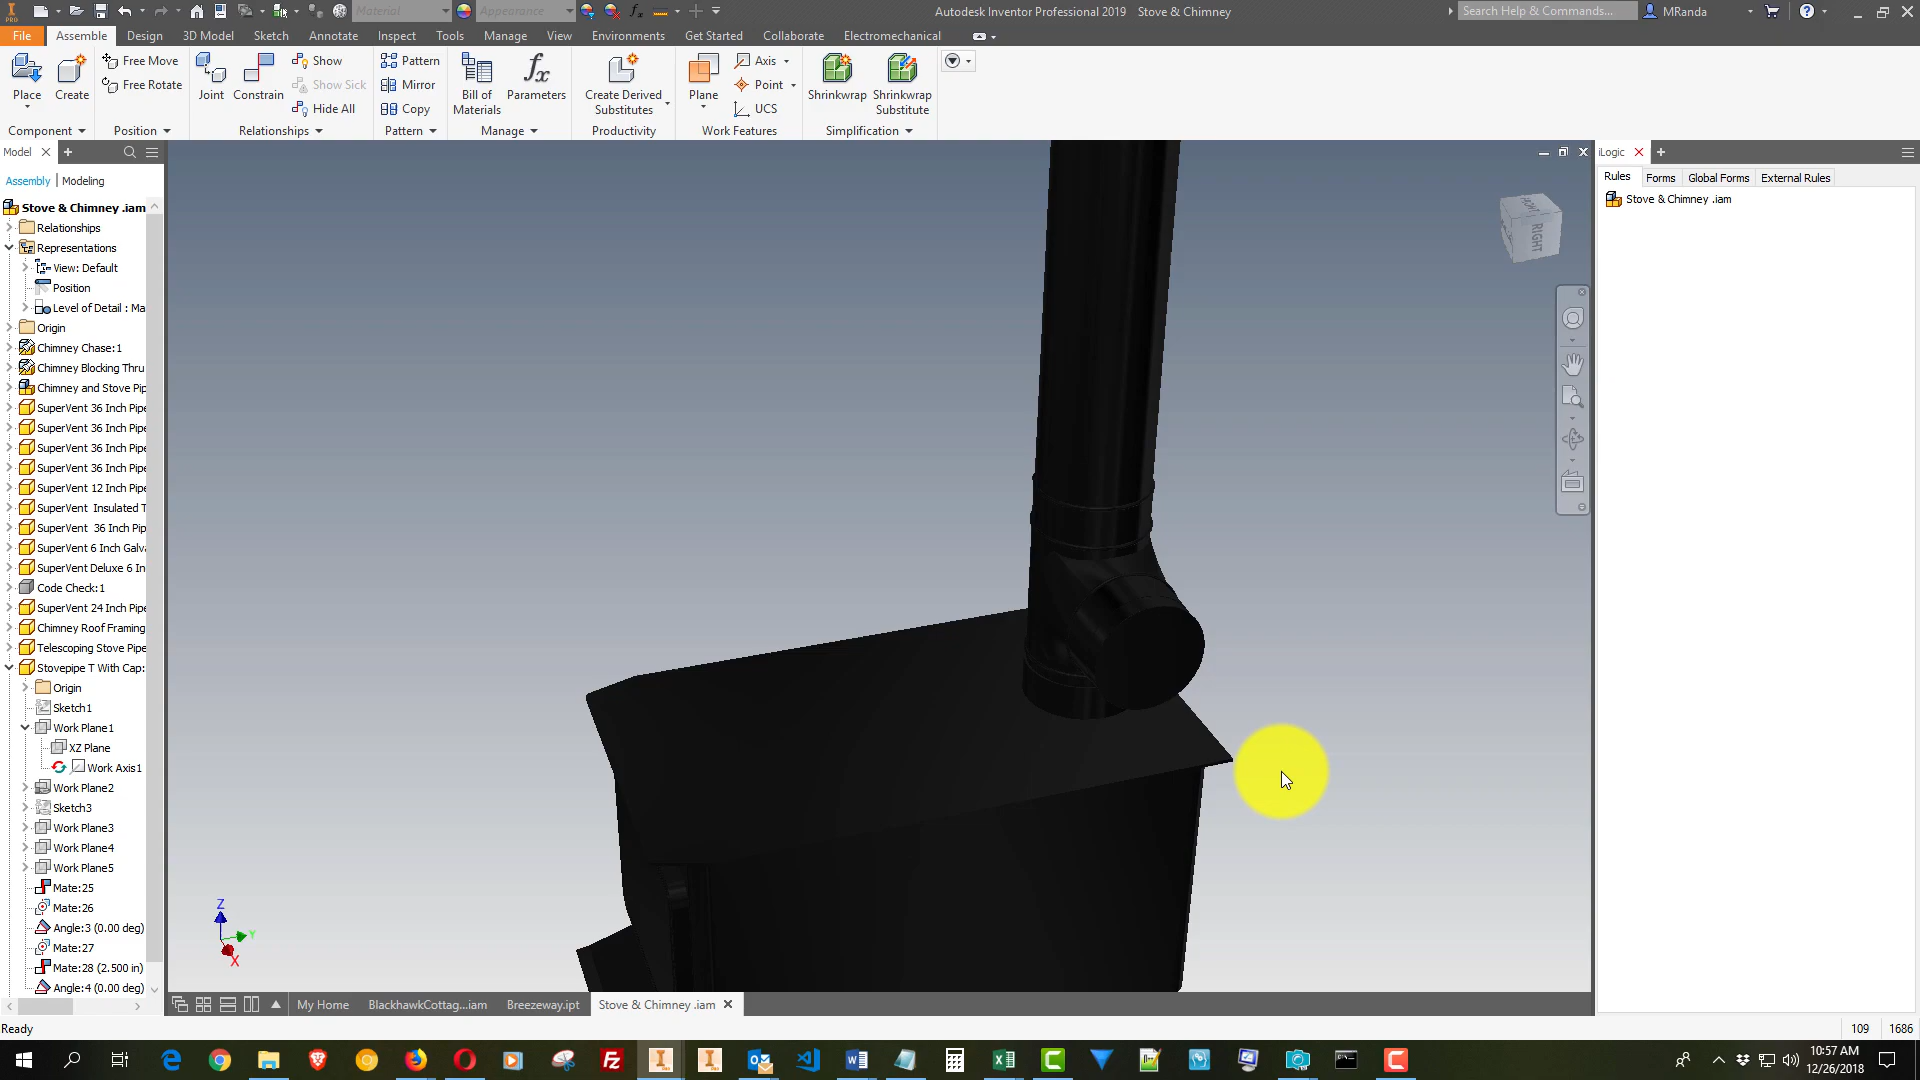 Material
Appearance
Autodesk Inventor Professional 2019 Stove & Chimney
Search Help & Commands...
MRanda
File Assemble Design 3D Model Sketch Annotate Inspect Tools Manage View Environments Get Started Collaborate Electromechanical
Place
Create
Free Move
Free Rotate
Joint
Constrain
Show
Show Sick
Hide All
Pattern
Mirror
Copy
Bill of
Materials
Parameters
Create Derived
Substitutes
Plane
Axis
Point
UCS
Shrinkwrap
Shrinkwrap
Substitute
Component Position Relationships Pattern Manage Productivity Work Features Simplification
Model
Assembly Modeling
Stove & Chimney .iam
Relationships
Representations
View: Default
Position
Level of Detail : Ma
Origin
Chimney Chase:1
Chimney Blocking Thru
Chimney and Stove Pip
SuperVent 36 Inch Pipe
SuperVent 36 Inch Pipe
SuperVent 36 Inch Pipe
SuperVent 36 Inch Pipe
SuperVent 12 Inch Pipe
SuperVent Insulated T
SuperVent 36 Inch Pip
SuperVent 6 Inch Galva
SuperVent Deluxe 6 In
Code Check:1
SuperVent 24 Inch Pipe
Chimney Roof Framing
Telescoping Stove Pipe
Stovepipe T With Cap:
Origin
Sketch1
Work Plane1
XZ Plane
Work Axis1
Work Plane2
Sketch3
Work Plane3
Work Plane4
Work Plane5
Mate:25
Mate:26
Angle:3 (0.00 deg)
Mate:27
Mate:28 (2.500 in)
Angle:4 (0.00 deg)
RIGHT
Z
Y
X
iLogic
Rules Forms Global Forms External Rules
Stove & Chimney .iam
My Home BlackhawkCottag...iam Breezeway.ipt Stove & Chimney .iam
Ready
109 1686
10:57 AM
12/26/2018